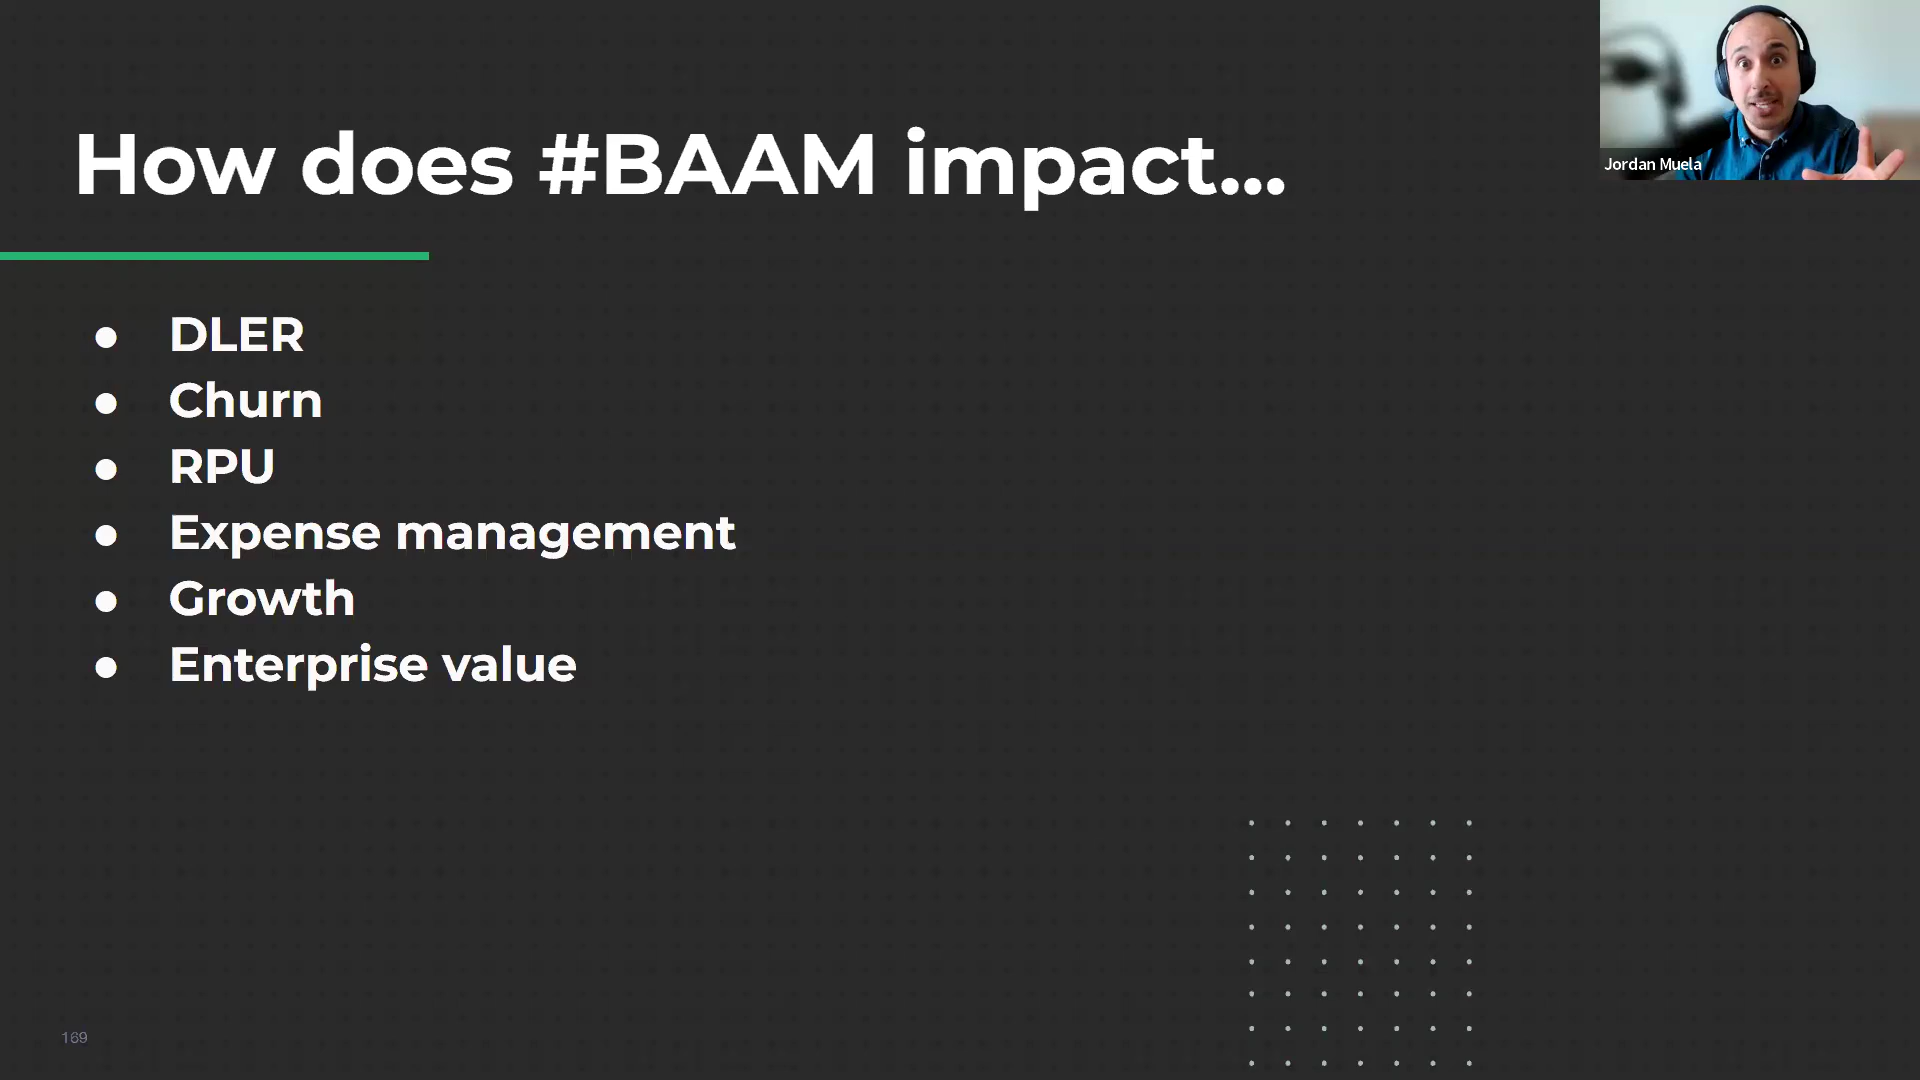 How does #BAAM impact...
Jordan Muela
● DLER
● Churn
● RPU
● Expense management
● Growth
● Enterprise value
169